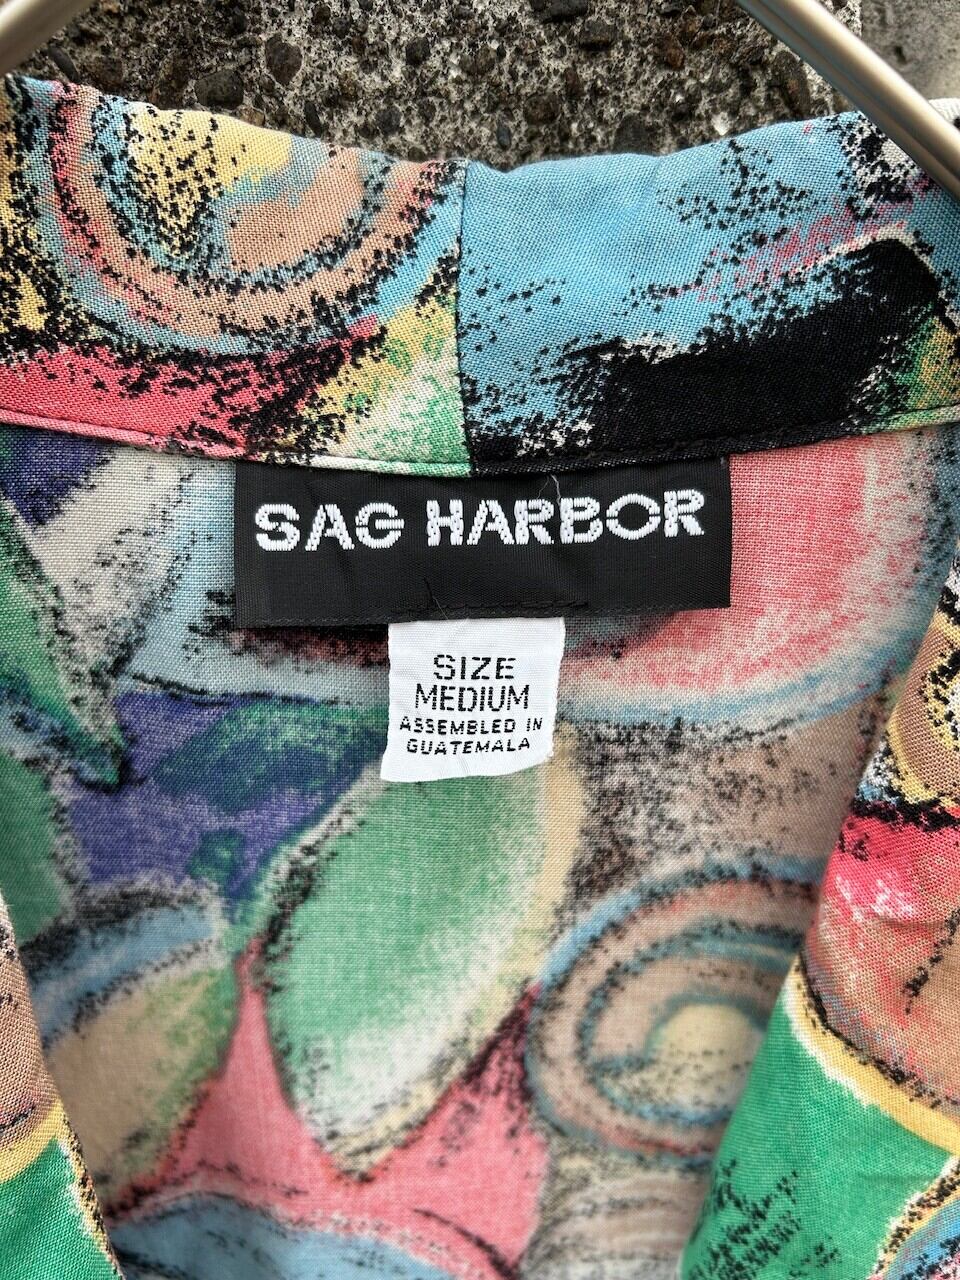 SAG HARBOR
SIZE
MEDIUM
ASSEMBLED IN
GUATEMALA